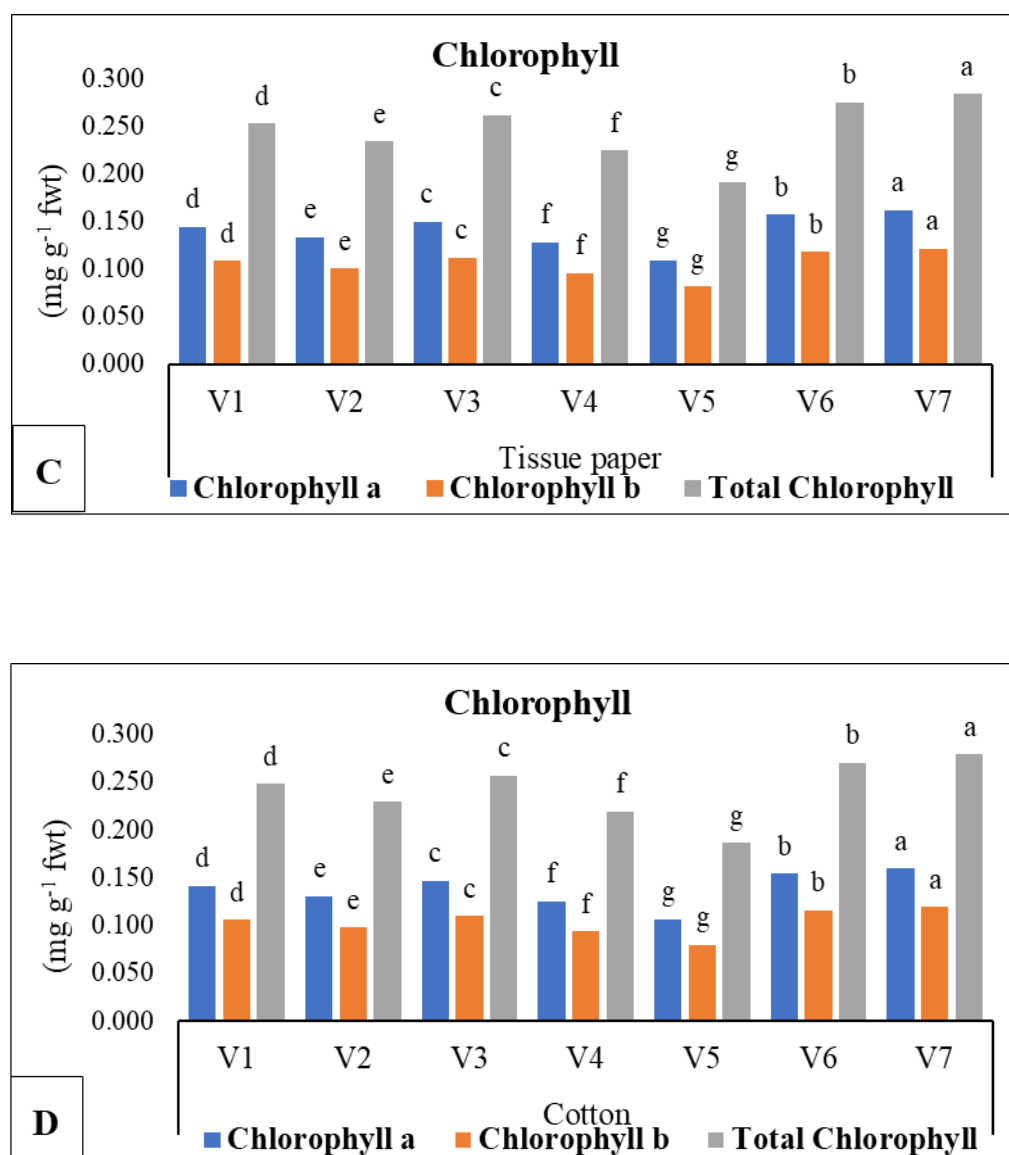 Chlorophyll
0.300
0.250
0.200
0.150
0.100
0.050
0.000
(mg g⁻¹ fwt)
d d d e e e c c c f f f g g g b b b a a a
V1 V2 V3 V4 V5 V6 V7
Tissue paper
C
Chlorophyll a Chlorophyll b Total Chlorophyll
Chlorophyll
0.300
0.250
0.200
0.150
0.100
0.050
0.000
(mg g⁻¹ fwt)
d d d e e e c c c f f f g g g b b b a a a
V1 V2 V3 V4 V5 V6 V7
Cotton
D
Chlorophyll a Chlorophyll b Total Chlorophyll